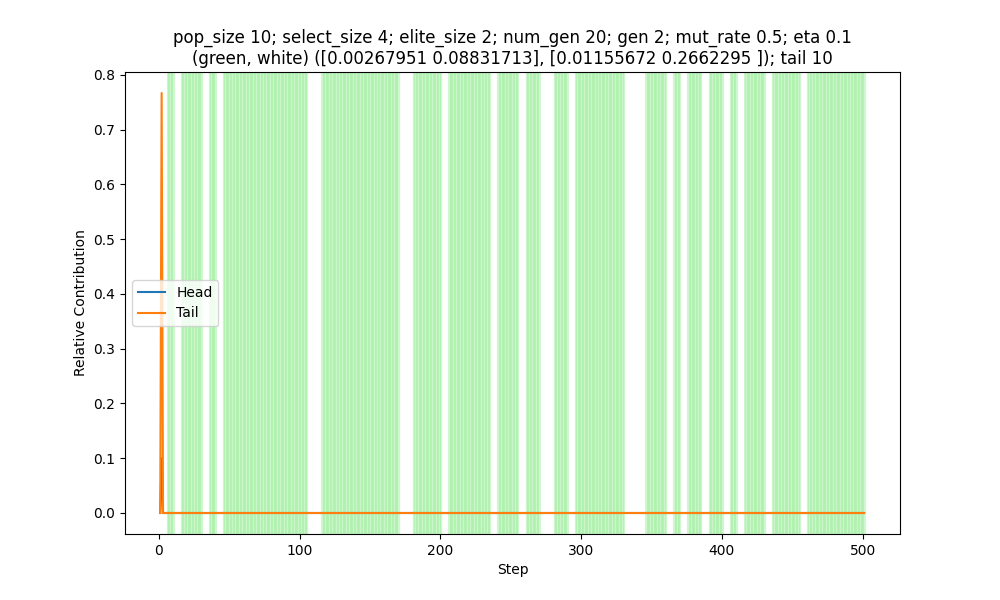 pop_size 10; select_size 4; elite_size 2; num_gen 20; gen 2; mut_rate 0.5; eta 0.1
(green, white) ([0.00267951 0.08831713], [0.01155672 0.2662295 ]); tail 10
0.8
0.7
0.6
0.5
0.4
0.3
0.2
0.1
0.0
Relative Contribution
Head
Tail
0
100
200
300
400
500
Step